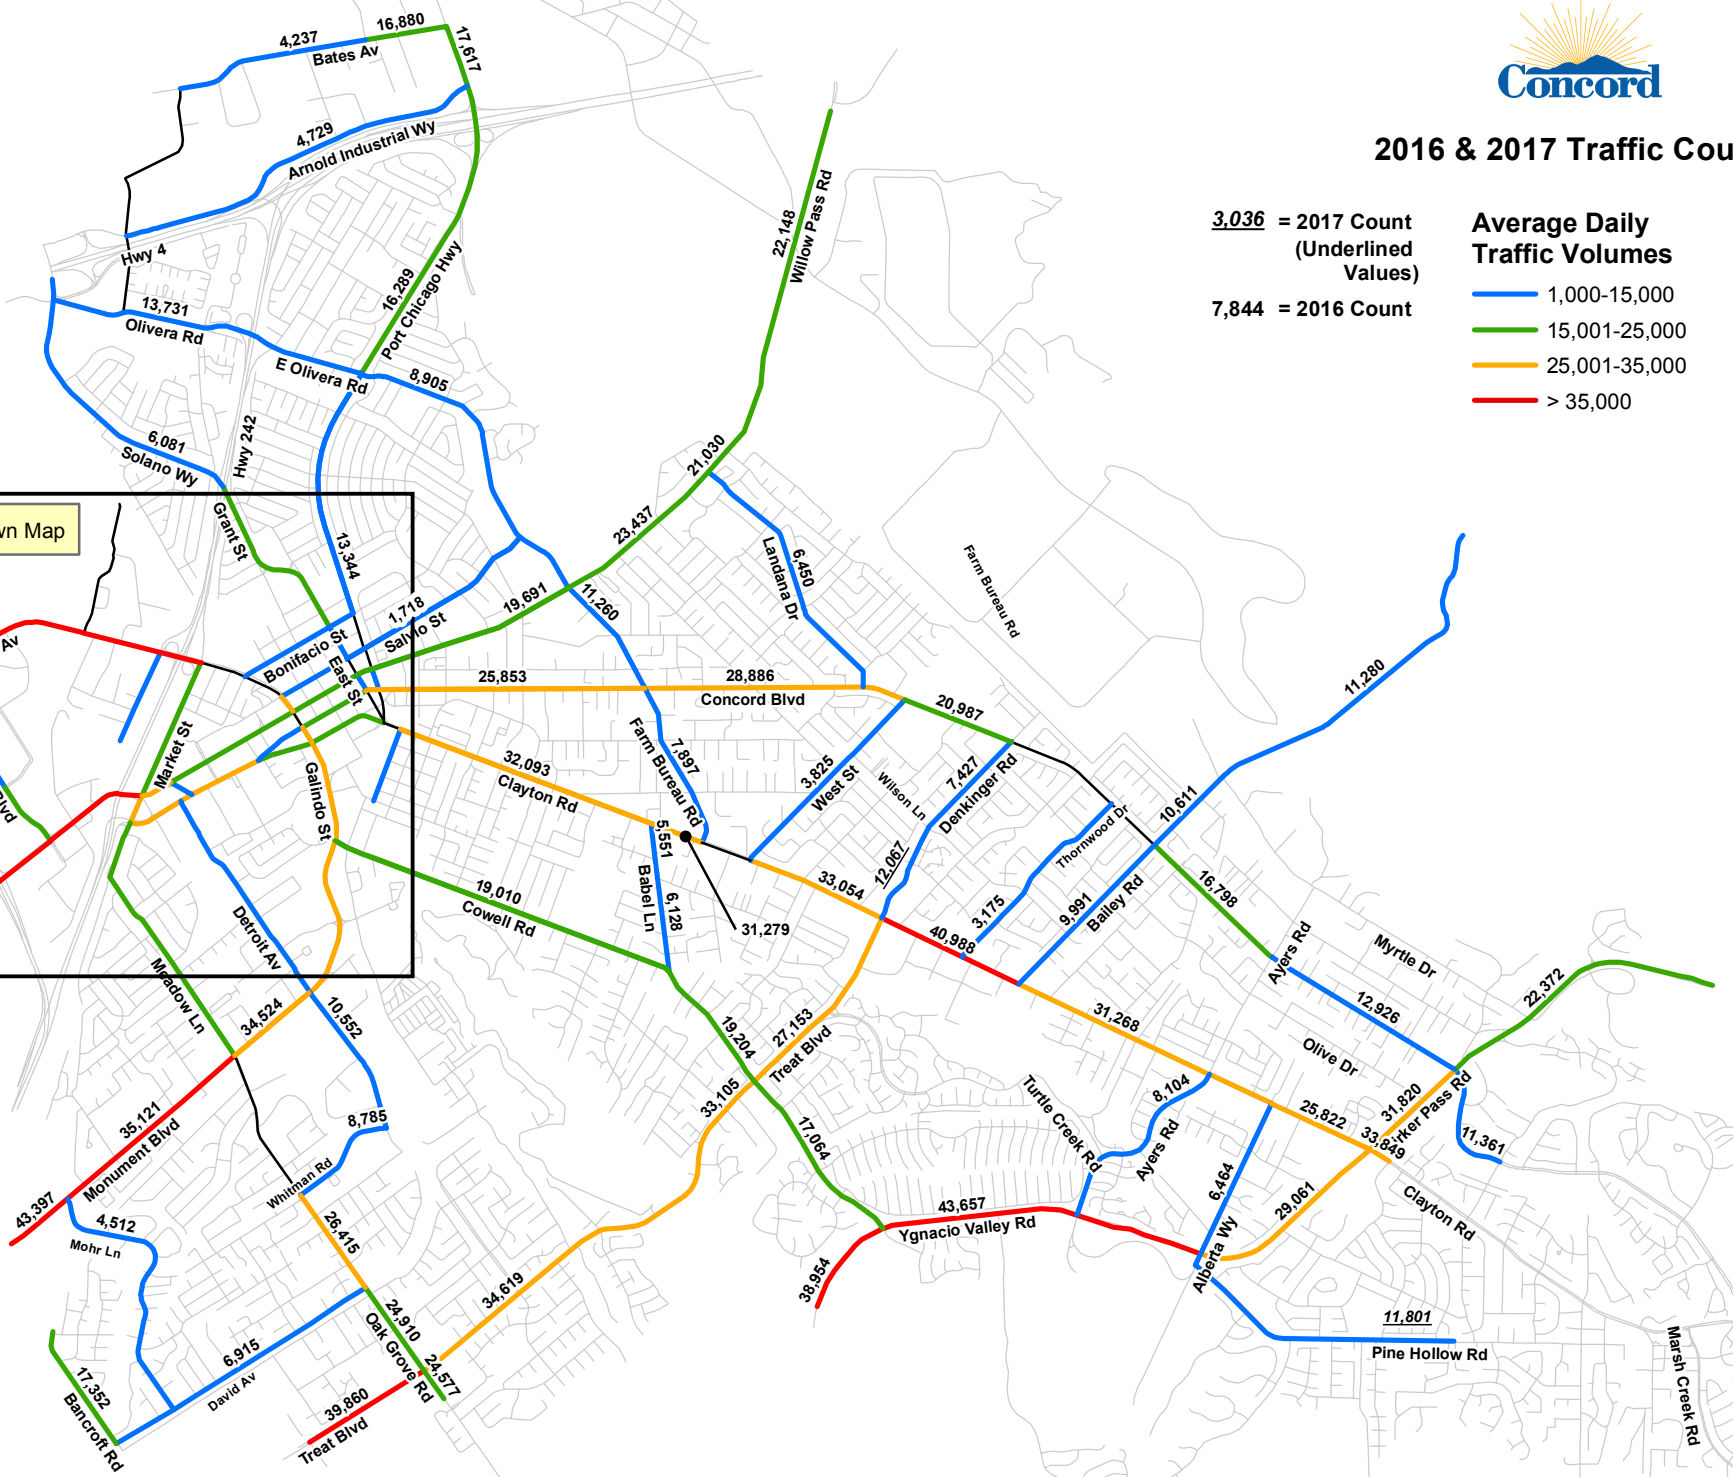 Concord
2016 & 2017 Traffic Cou
3,036 = 2017 Count
(Underlined
Values)
7,844 = 2016 Count
Average Daily
Traffic Volumes
1,000-15,000
15,001-25,000
25,001-35,000
> 35,000
16,880
4,237
Bates Av
17,617
4,729
Arnold Industrial Wy
Hwy 4
13,731
Olivera Rd
16,289
Port Chicago Hwy
E Olivera Rd
8,905
22,148
Willow Pass Rd
6,081
Solano Wy
Hwy 242
21,030
23,437
wn Map
Grant St
13,344
Landana Dr
6,450
Farm Bureau Rd
1,718
Salvio St
19,691
11,260
Av
Bonifacio St
East St
25,853
28,886
Concord Blvd
11,280
20,987
Market St
Blvd
Galindo St
32,093
Clayton Rd
Farm Bureau Rd
7,897
3,825
West St
Wilson Ln
7,427
Denkinger Rd
Thornwood Dr
10,611
5,551
Babel Ln
6,128
31,279
19,010
Cowell Rd
33,054
12,067
40,988
3,175
9,991
Bailey Rd
16,798
Ayers Rd
Myrtle Dr
22,372
12,926
Detroit Av
Meadow Ln
34,524
10,552
19,204
27,153
Treat Blvd
31,268
Olive Dr
33,105
Turtle Creek Rd
8,104
Ayers Rd
25,822
33,849
31,820
irker Pass Rd
11,361
35,121
Monument Blvd
8,785
Whitman Rd
17,064
6,464
29,061
Clayton Rd
43,397
4,512
Mohr Ln
26,415
43,657
Ygnacio Valley Rd
38,954
Alberta Wy
34,619
24,910
Oak Grove Rd
24,577
11,801
Pine Hollow Rd
Marsh Creek Rd
6,915
David Av
17,352
Bancroft Rd
39,860
Treat Blvd